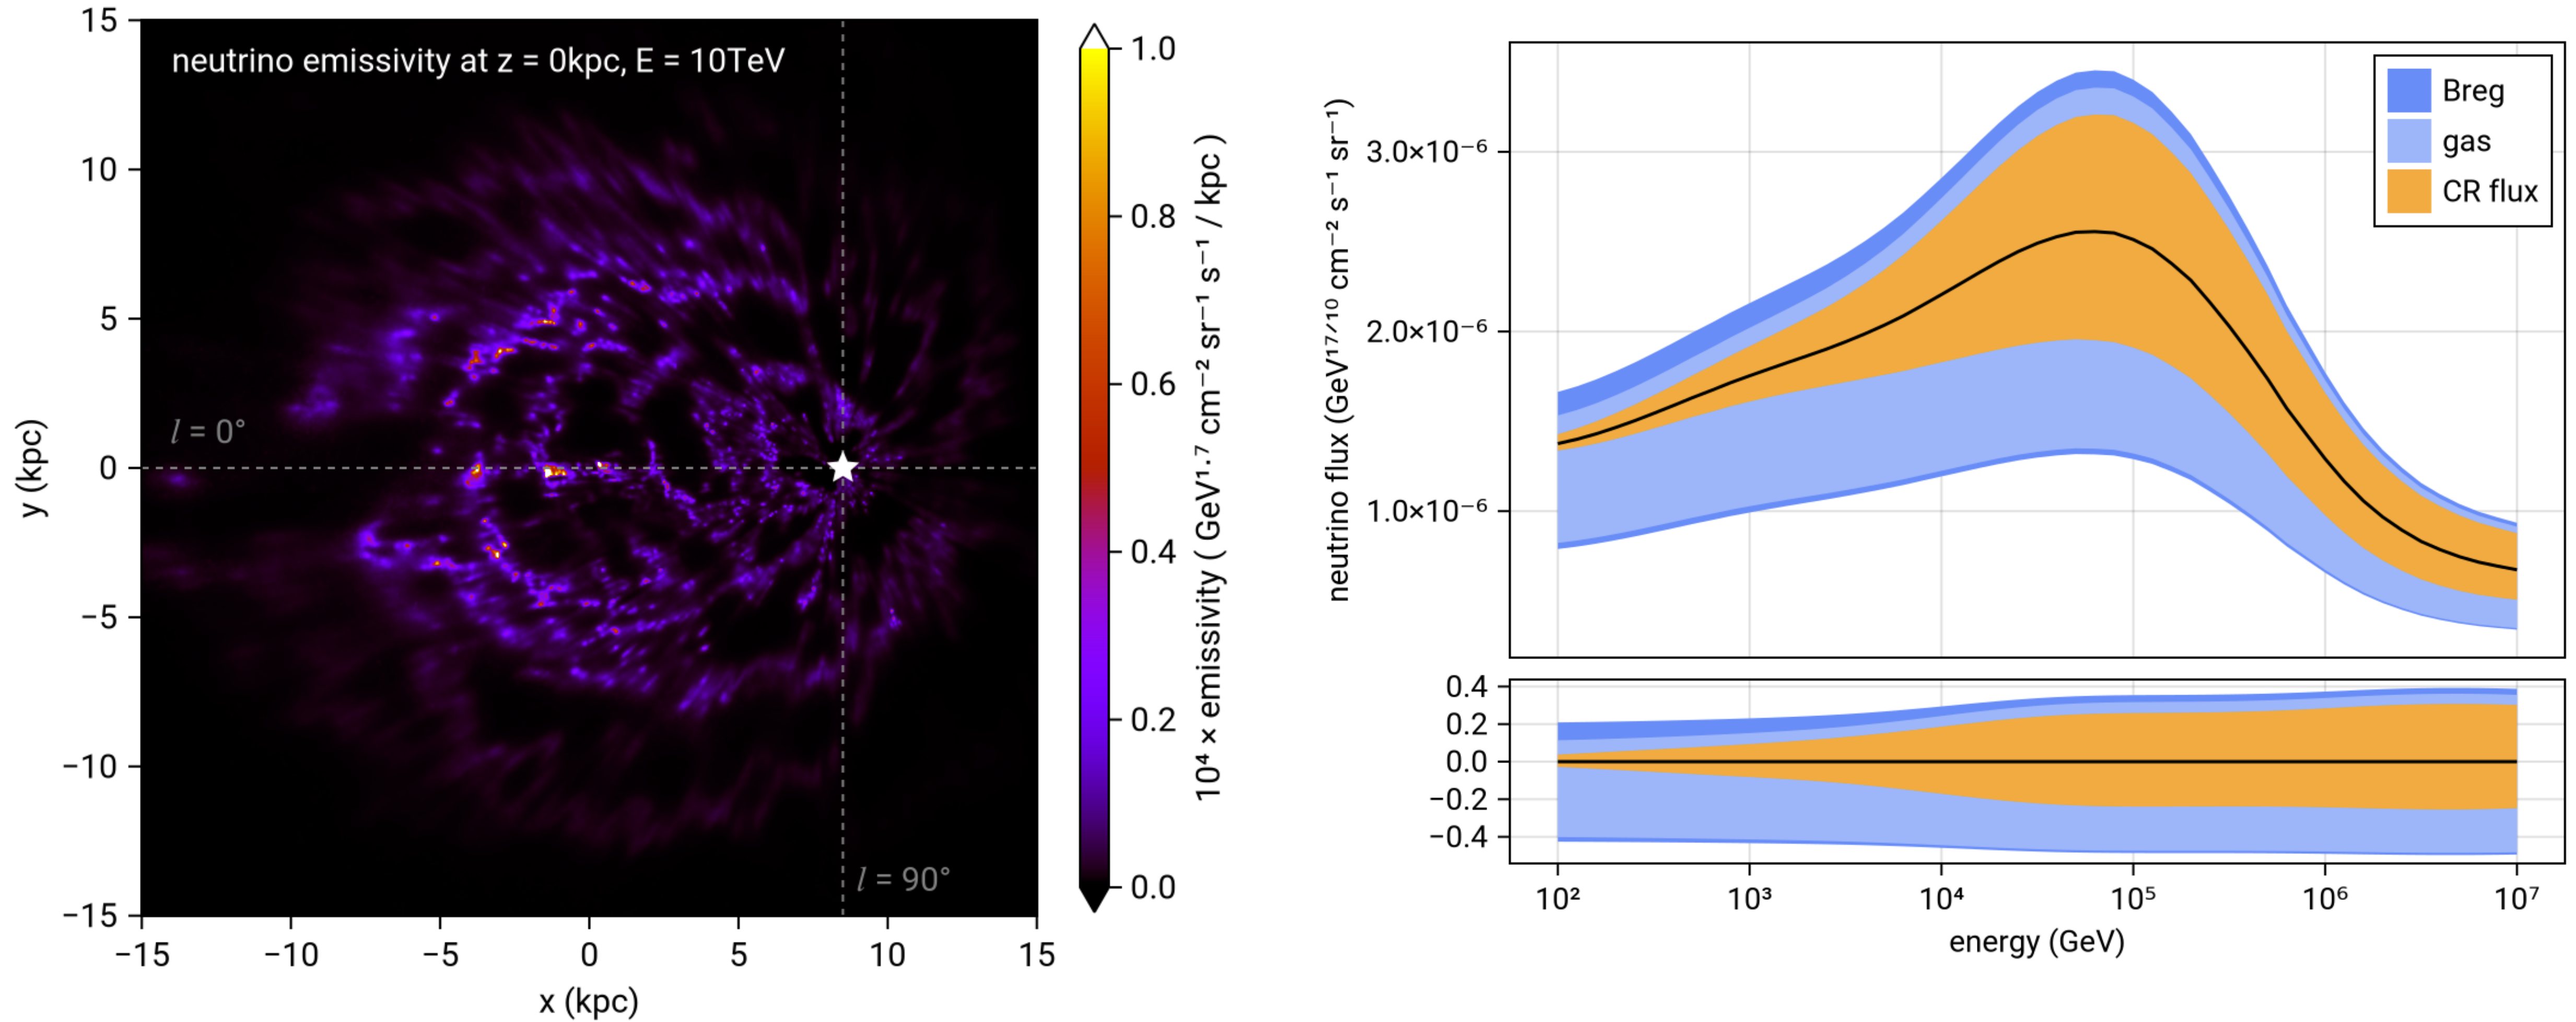 neutrino emissivity at z = 0kpc, E = 10TeV
15
10
5
0
−5
−10
−15
y (kpc)
l = 0°
l = 90°
−15 −10 −5 0 5 10 15
x (kpc)
1.0
0.8
0.6
0.4
0.2
0.0
10⁴ × emissivity ( GeV¹·⁷ cm⁻² sr⁻¹ s⁻¹ / kpc )
neutrino flux (GeV¹⁷ᐟ¹⁰ cm⁻² s⁻¹ sr⁻¹)
3.0×10⁻⁶
2.0×10⁻⁶
1.0×10⁻⁶
Breg
gas
CR flux
0.4
0.2
0.0
−0.2
−0.4
10² 10³ 10⁴ 10⁵ 10⁶ 10⁷
energy (GeV)